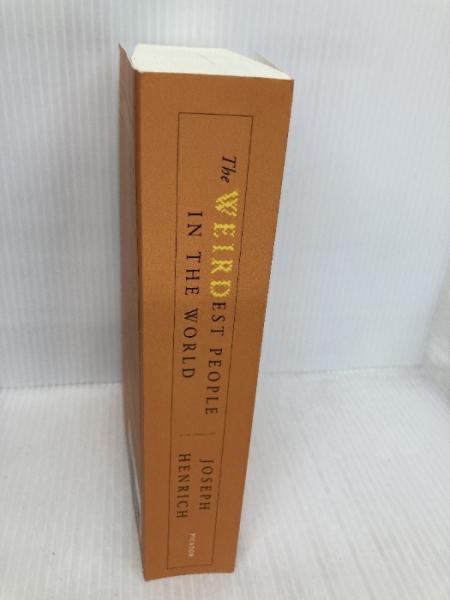 The WEIRDEST PEOPLE
IN THE WORLD
JOSEPH
HENRICH
PICADOR